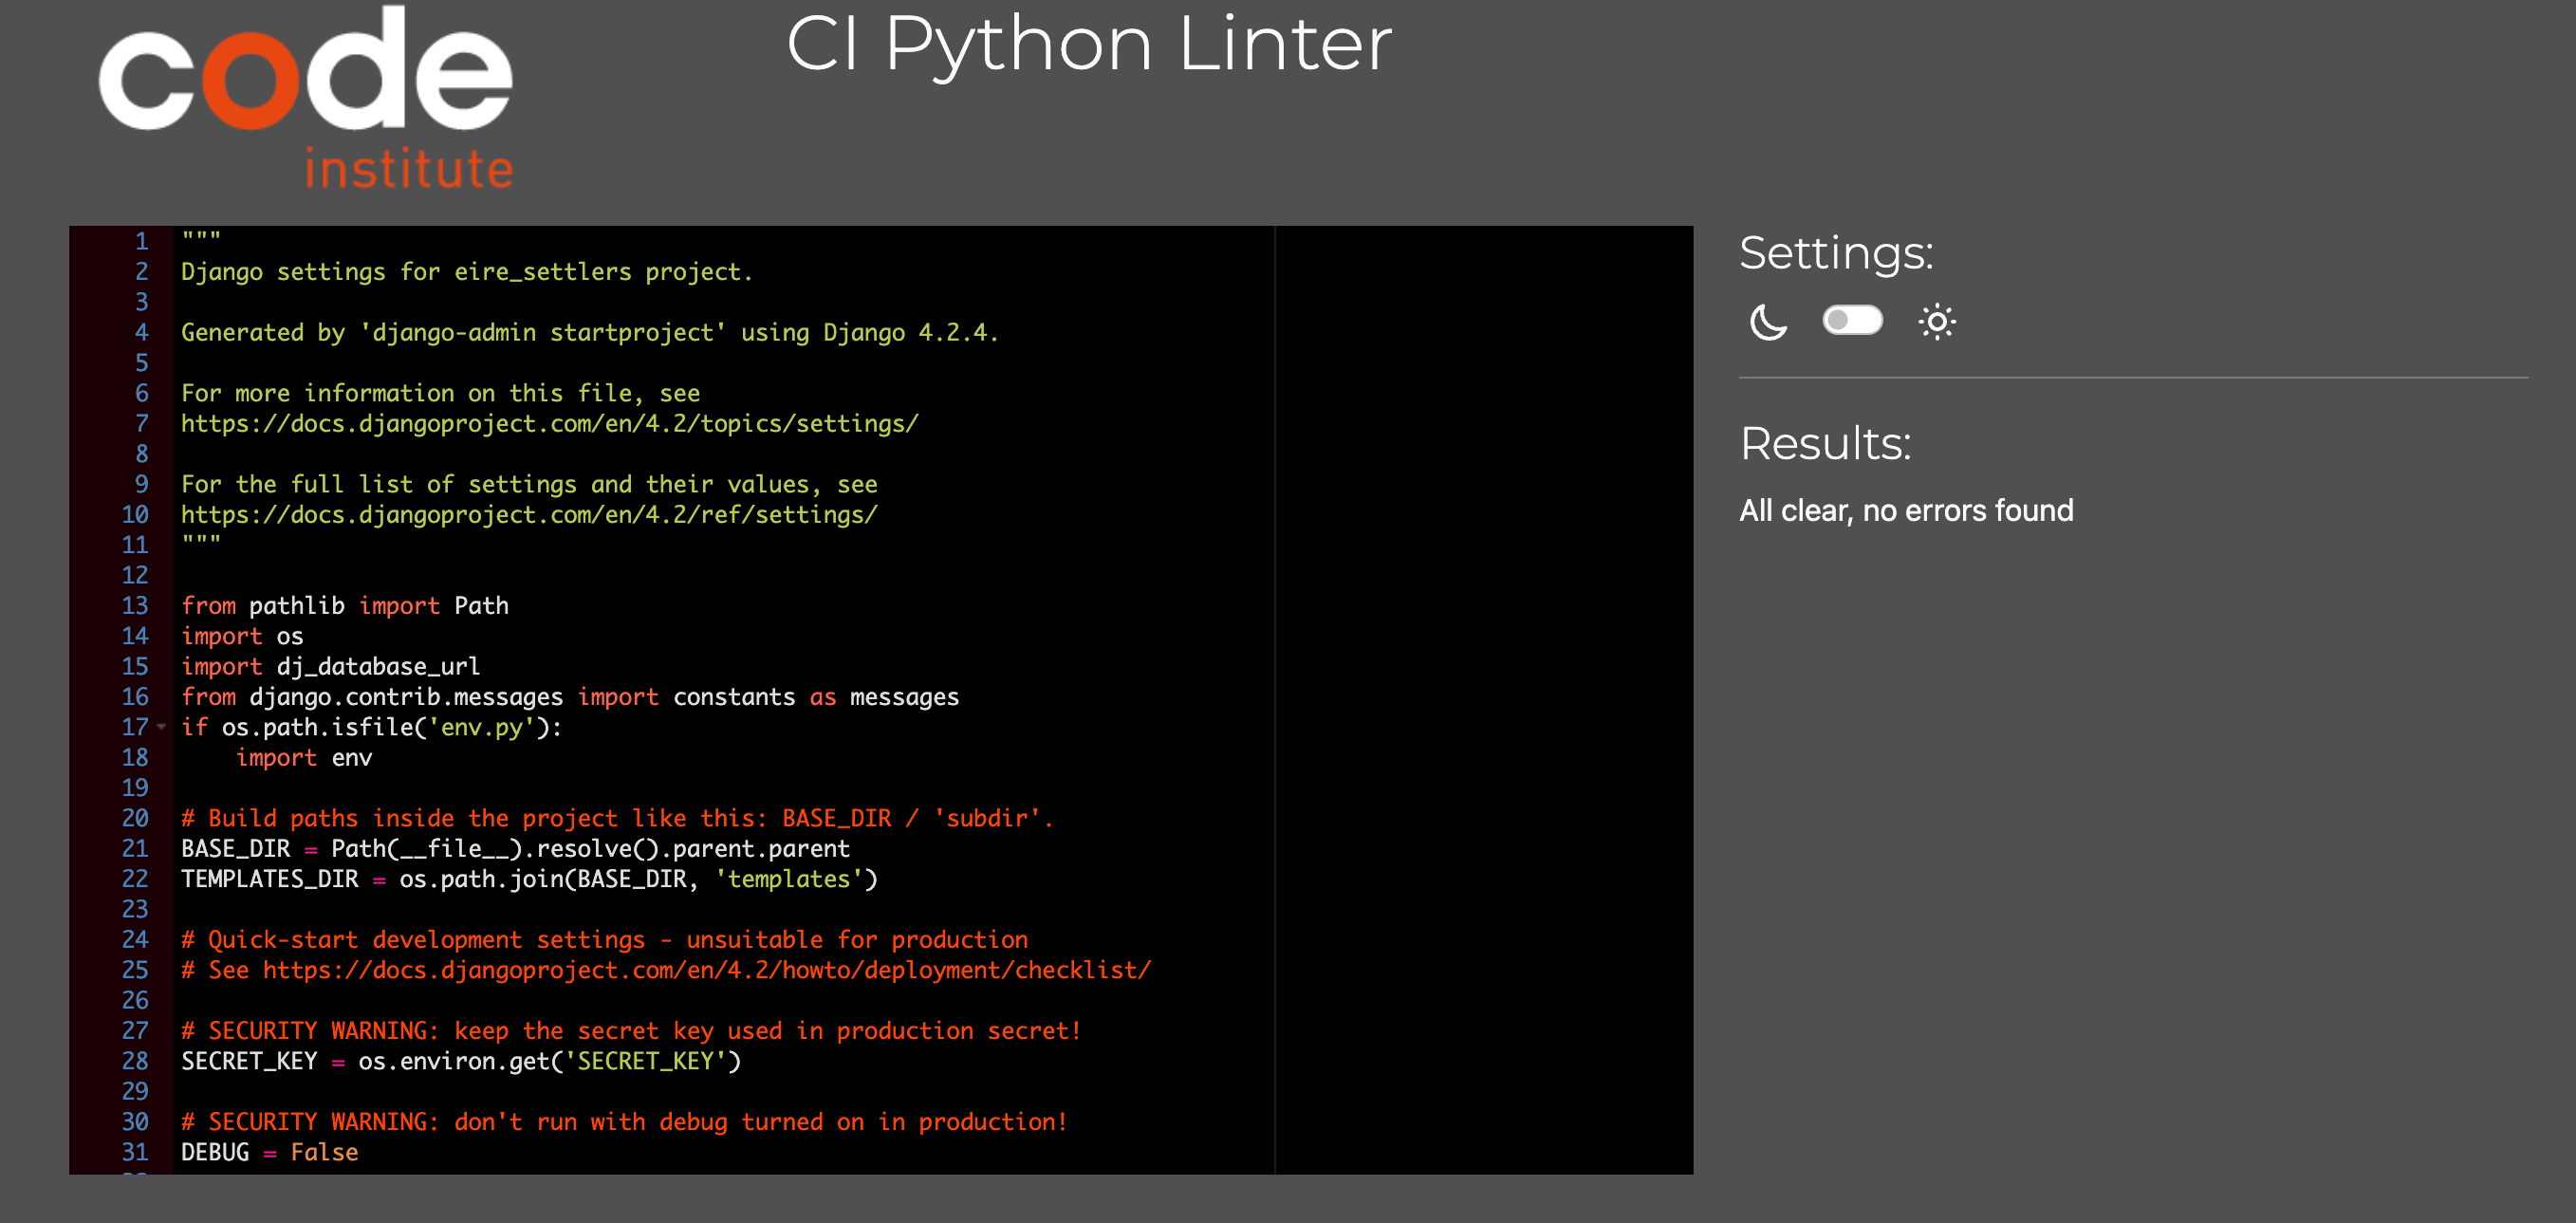 code
institute
CI Python Linter
1 """
2 Django settings for eire_settlers project.
3
4 Generated by 'django-admin startproject' using Django 4.2.4.
5
6 For more information on this file, see
7 https://docs.djangoproject.com/en/4.2/topics/settings/
8
9 For the full list of settings and their values, see
10 https://docs.djangoproject.com/en/4.2/ref/settings/
11 """
12
13 from pathlib import Path
14 import os
15 import dj_database_url
16 from django.contrib.messages import constants as messages
17 if os.path.isfile('env.py'):
18     import env
19
20 # Build paths inside the project like this: BASE_DIR / 'subdir'.
21 BASE_DIR = Path(__file__).resolve().parent.parent
22 TEMPLATES_DIR = os.path.join(BASE_DIR, 'templates')
23
24 # Quick-start development settings - unsuitable for production
25 # See https://docs.djangoproject.com/en/4.2/howto/deployment/checklist/
26
27 # SECURITY WARNING: keep the secret key used in production secret!
28 SECRET_KEY = os.environ.get('SECRET_KEY')
29
30 # SECURITY WARNING: don't run with debug turned on in production!
31 DEBUG = False
Settings:
Results:
All clear, no errors found